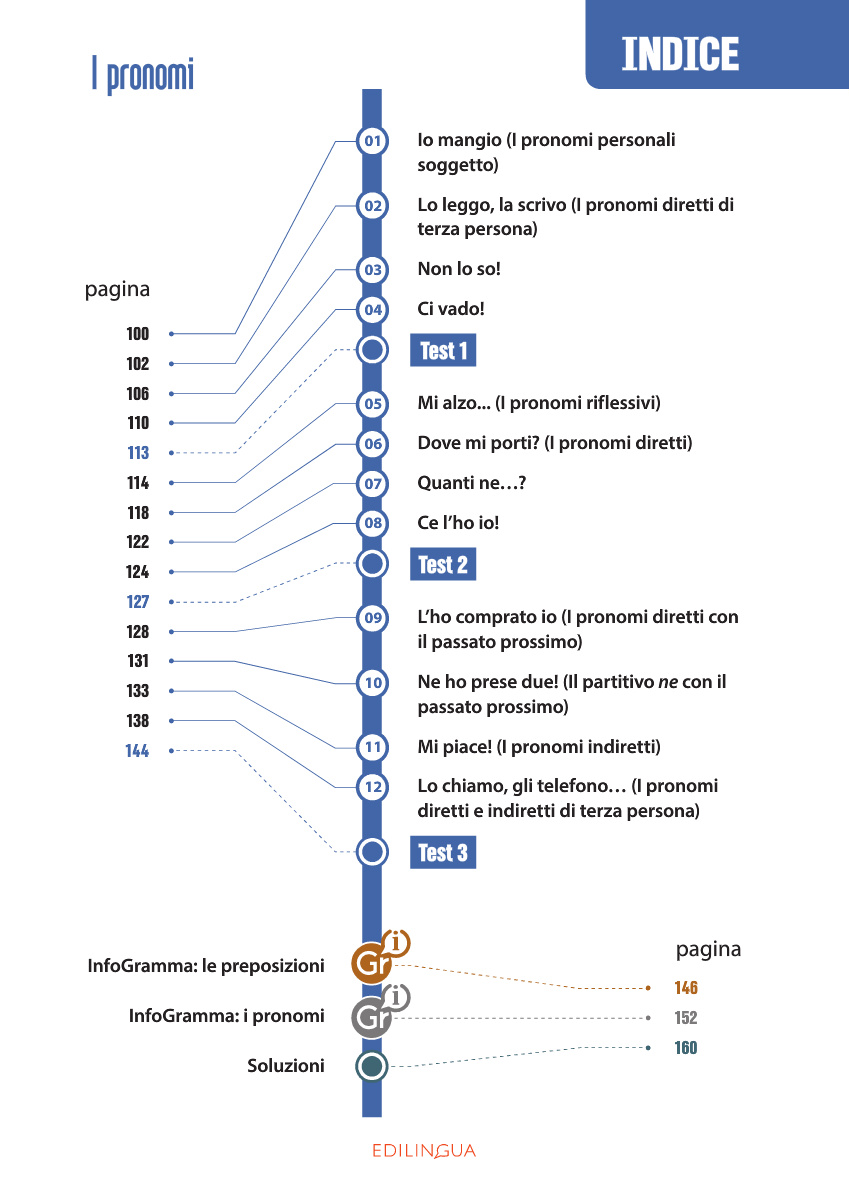 I pronomi
INDICE
01 Io mangio (I pronomi personali
soggetto)
02 Lo leggo, la scrivo (I pronomi diretti di
terza persona)
03 Non lo so!
04 Ci vado!
Test 1
05 Mi alzo... (I pronomi riflessivi)
06 Dove mi porti? (I pronomi diretti)
07 Quanti ne…?
08 Ce l’ho io!
Test 2
09 L’ho comprato io (I pronomi diretti con
il passato prossimo)
10 Ne ho prese due! (Il partitivo ne con il
passato prossimo)
11 Mi piace! (I pronomi indiretti)
12 Lo chiamo, gli telefono… (I pronomi
diretti e indiretti di terza persona)
Test 3
pagina
100
102
106
110
113
114
118
122
124
127
128
131
133
138
144
InfoGramma: le preposizioni
Gr i
InfoGramma: i pronomi
Gr i
Soluzioni
pagina
146
152
160
EDILINGUA